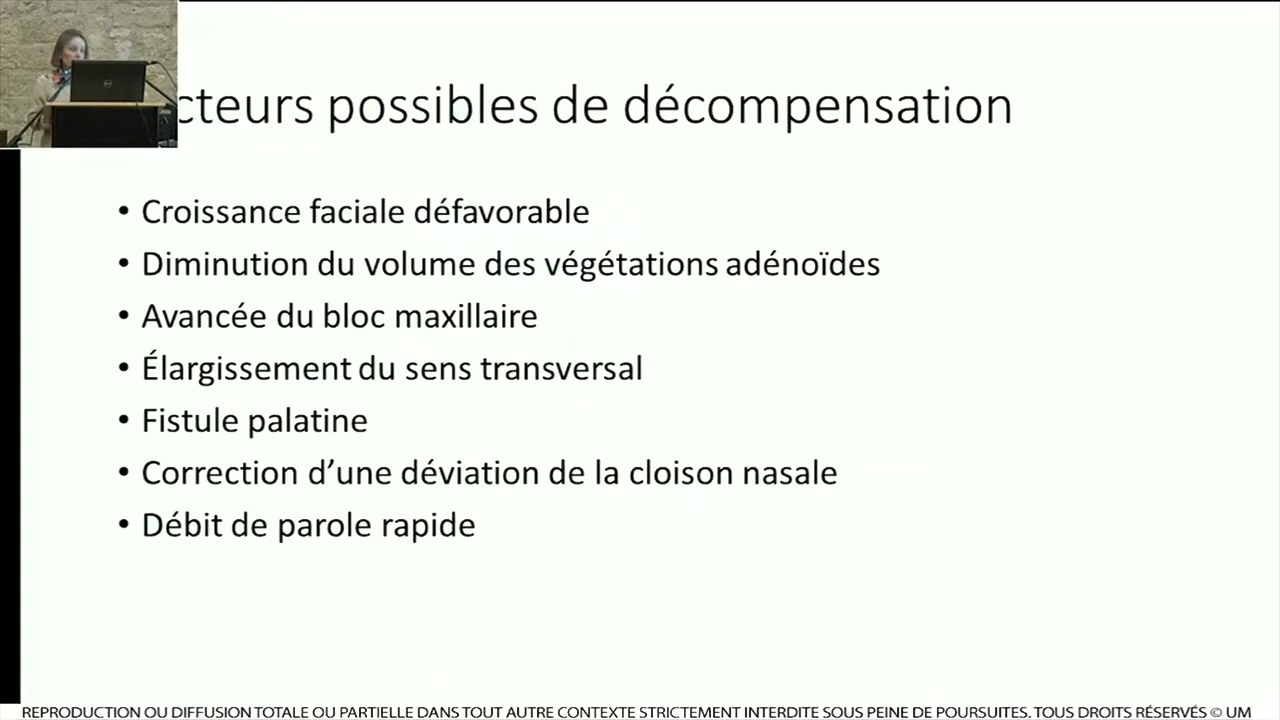 cteurs possibles de décompensation
• Croissance faciale défavorable
• Diminution du volume des végétations adénoïdes
• Avancée du bloc maxillaire
• Élargissement du sens transversal
• Fistule palatine
• Correction d’une déviation de la cloison nasale
• Débit de parole rapide
REPRODUCTION OU DIFFUSION TOTALE OU PARTIELLE DANS TOUT AUTRE CONTEXTE STRICTEMENT INTERDITE SOUS PEINE DE POURSUITES. TOUS DROITS RÉSERVÉS © UM